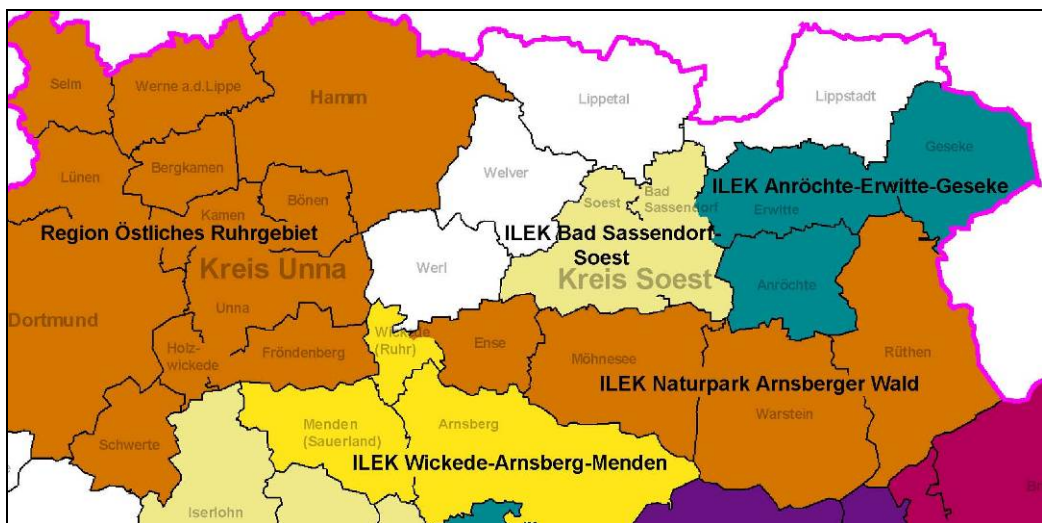 Selm
Werne a.d.Lippe
Hamm
Lippetal
Lippstadt
Geseke
Lünen
Bergkamen
Welver
Kamen
Bönen
Soest
Bad
Sassendorf
ILEK Anröchte-Erwitte-Geseke
Erwitte
Region Östliches Ruhrgebiet
ILEK Bad Sassendorf-
Soest
Kreis Unna
Werl
Kreis Soest
Anröchte
Unna
Dortmund
Wickede
(Ruhr)
Holz-
wickede
Fröndenberg
Ense
Möhnesee
Rüthen
ILEK Naturpark Arnsberger Wald
Warstein
Schwerte
Menden
(Sauerland)
Arnsberg
ILEK Wickede-Arnsberg-Menden
Iserlohn